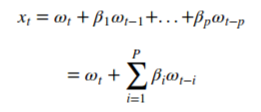 xₜ = ωₜ + β₁ωₜ₋₁+…+βₚωₜ₋ₚ
= ωₜ + ∑ᵢ₌₁ᴾ βᵢωₜ₋ᵢ